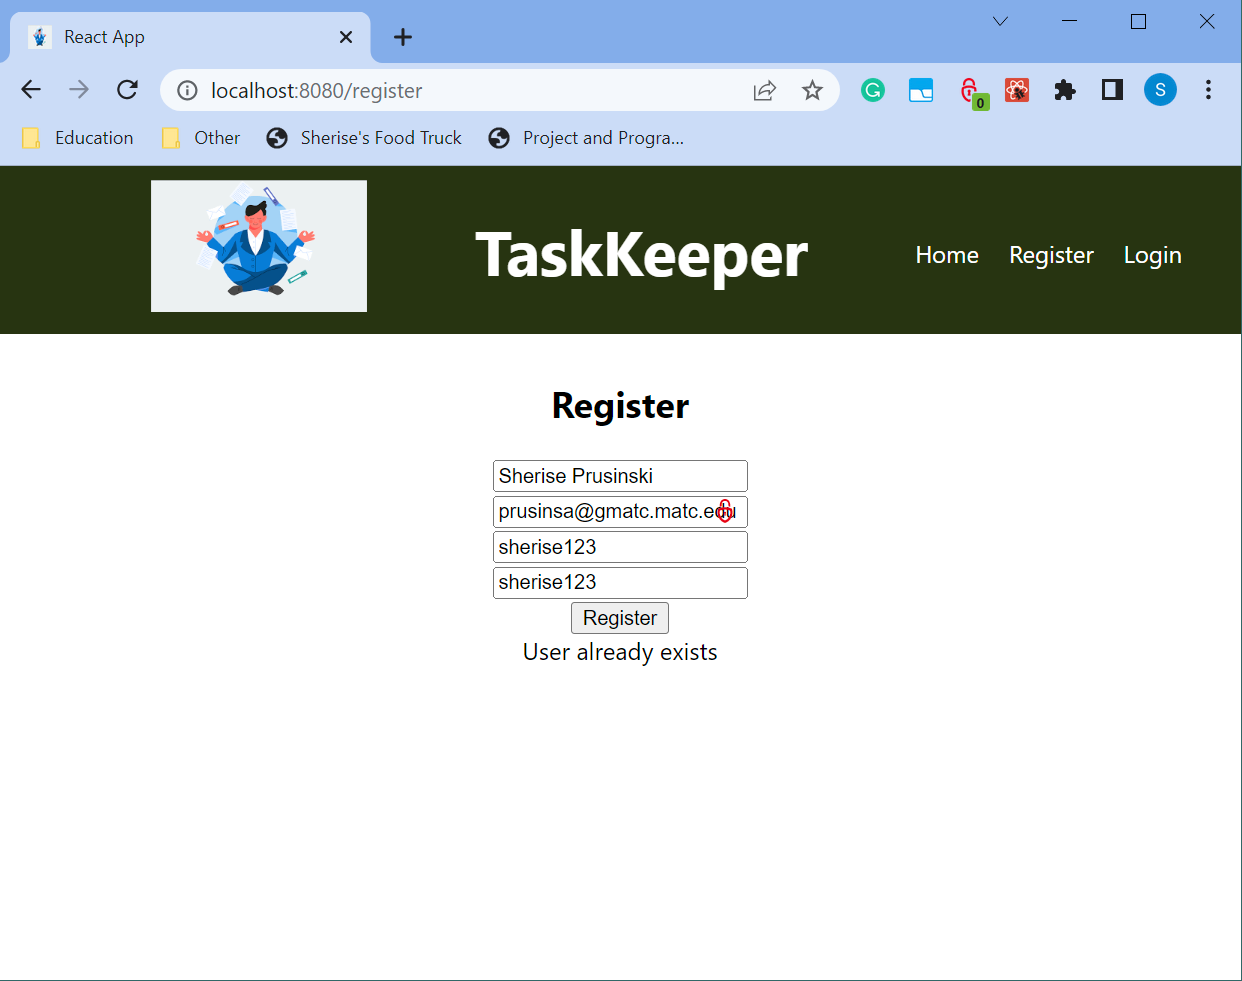 React App
localhost:8080/register
S
0
Education Other Sherise's Food Truck Project and Progra...
TaskKeeper
Home Register Login
Register
Sherise Prusinski
prusinsa@gmatc.matc.edu
sherise123
sherise123
Register
User already exists